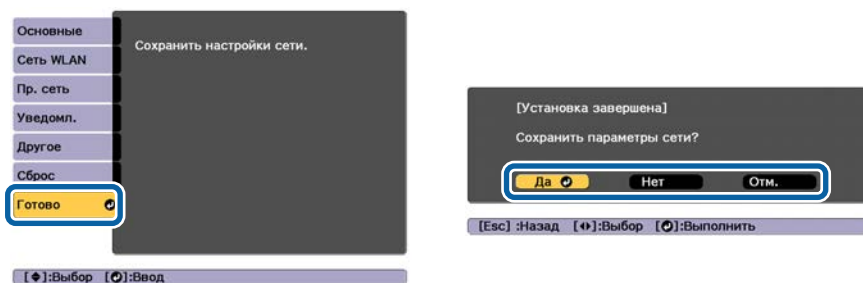 Основные
Сеть WLAN
Пр. сеть
Уведомл.
Другое
Сброс
Готово
Сохранить настройки сети.
[ ]:Выбор [ ]:Ввод
[Установка завершена]
Сохранить параметры сети?
Да Нет Отм.
[Esc] :Назад [ ]:Выбор [ ]:Выполнить